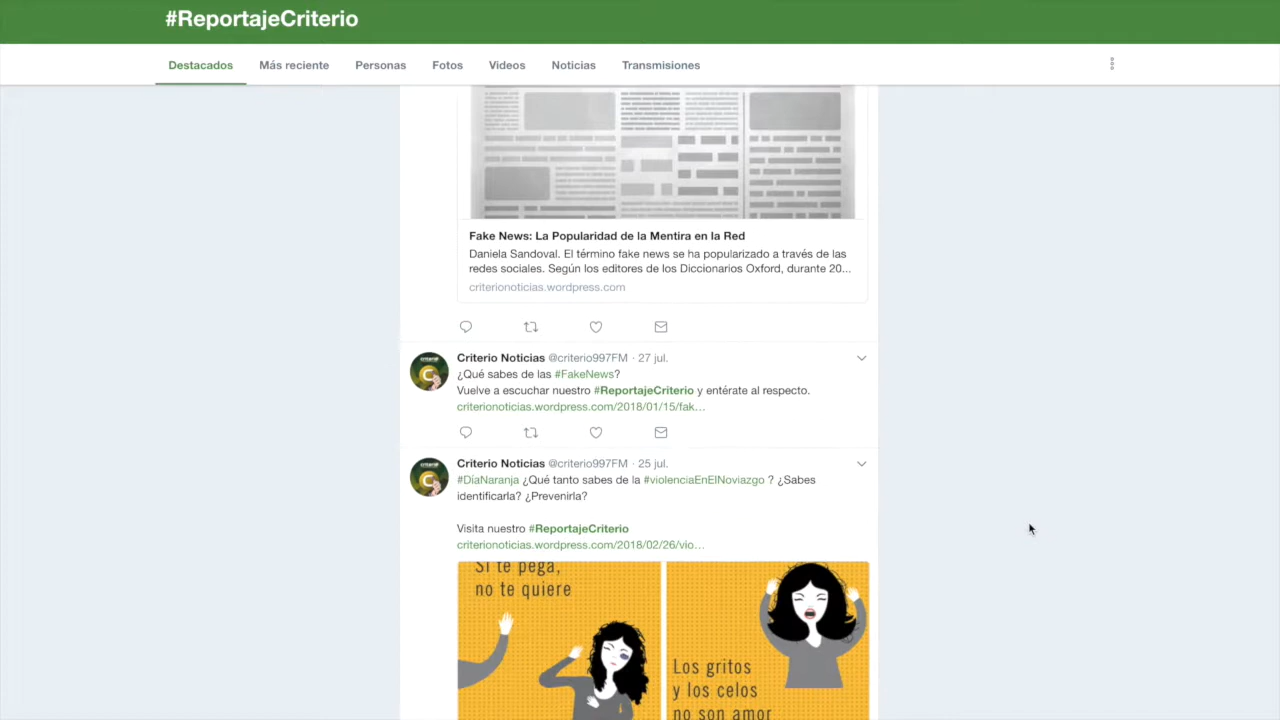 #ReportajeCriterio
Destacados Más reciente Personas Fotos Videos Noticias Transmisiones
Fake News: La Popularidad de la Mentira en la Red
Daniela Sandoval. El término fake news se ha popularizado a través de las
redes sociales. Según los editores de los Diccionarios Oxford, durante 20...
criterionoticias.wordpress.com
Criterio Noticias @criterio997FM · 27 jul.
¿Qué sabes de las #FakeNews?
Vuelve a escuchar nuestro #ReportajeCriterio y entérate al respecto.
criterionoticias.wordpress.com/2018/01/15/fak…
Criterio Noticias @criterio997FM · 25 jul.
#DíaNaranja ¿Qué tanto sabes de la #violenciaEnElNoviazgo ? ¿Sabes
identificarla? ¿Prevenirla?
Visita nuestro #ReportajeCriterio
criterionoticias.wordpress.com/2018/02/26/vio…
Si te pega,
no te quiere
Los gritos
y los celos
no son amor